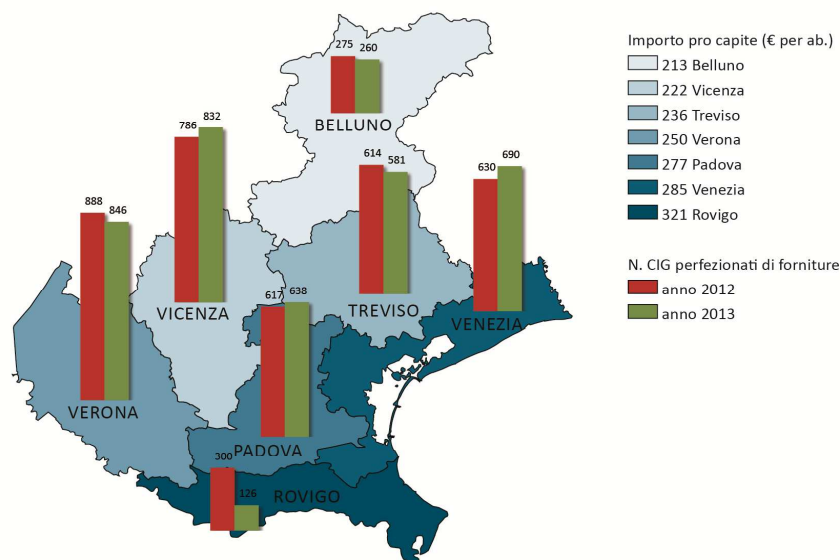 275 260
BELLUNO
786 832
VICENZA
614 581
TREVISO
630 690
VENEZIA
888 846
VERONA
617 638
PADOVA
300 126
ROVIGO
Importo pro capite (€ per ab.)
213 Belluno
222 Vicenza
236 Treviso
250 Verona
277 Padova
285 Venezia
321 Rovigo
N. CIG perfezionati di forniture
anno 2012
anno 2013